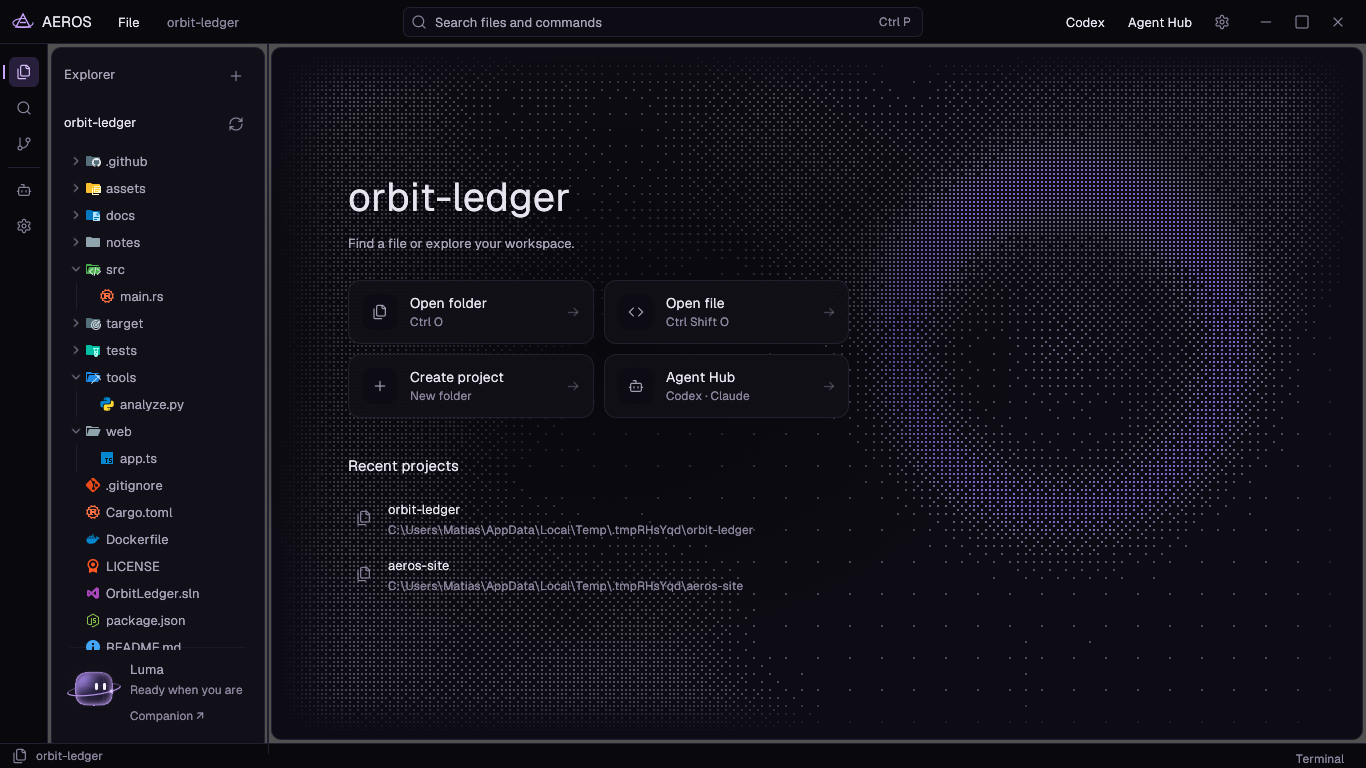 AEROS File orbit-ledger Search files and commands Ctrl P Codex Agent Hub
Explorer
orbit-ledger
.github
assets
docs
notes
src
main.rs
target
tests
tools
analyze.py
web
app.ts
.gitignore
Cargo.toml
Dockerfile
LICENSE
OrbitLedger.sln
package.json
README.md
Luma
Ready when you are
Companion ↗
orbit-ledger
Find a file or explore your workspace.
Open folder
Ctrl O
Open file
Ctrl Shift O
Create project
New folder
Agent Hub
Codex · Claude
Recent projects
orbit-ledger
C:\Users\Matias\AppData\Local\Temp\.tmpRHsYqd\orbit-ledger
aeros-site
C:\Users\Matias\AppData\Local\Temp\.tmpRHsYqd\aeros-site
orbit-ledger
Terminal